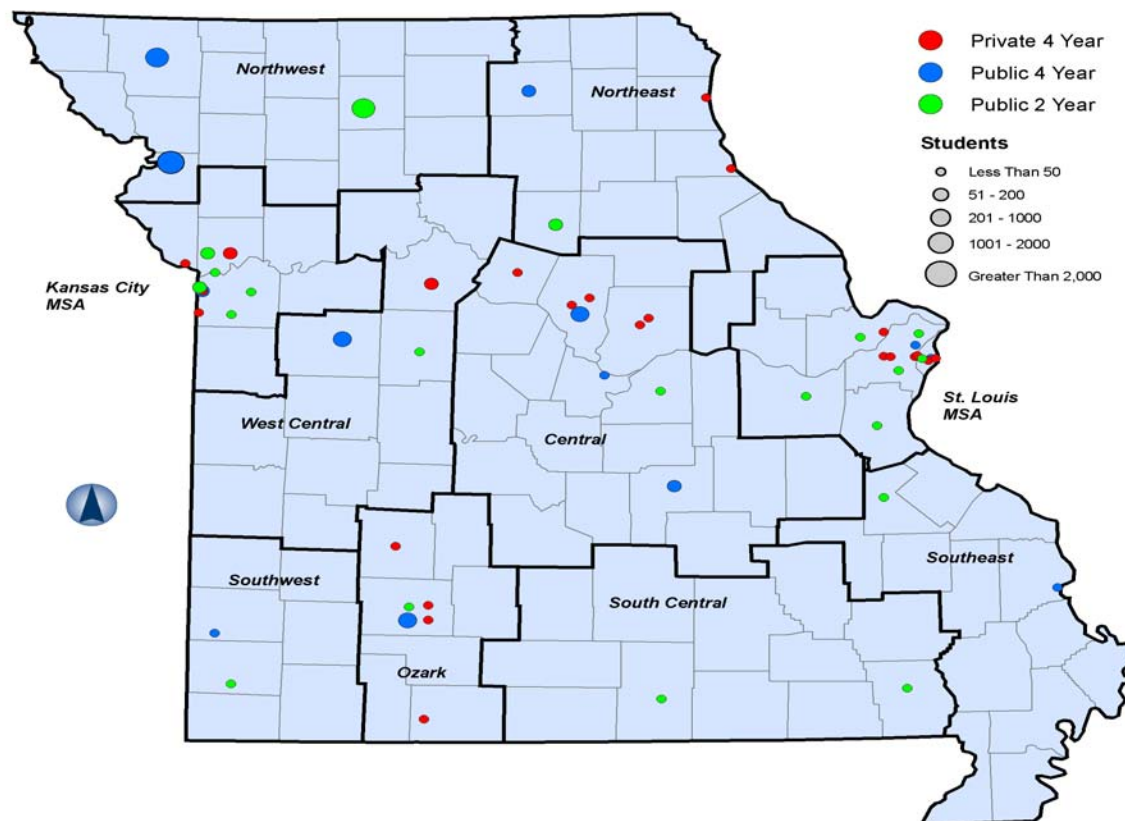 Private 4 Year
Public 4 Year
Public 2 Year
Students
Less Than 50
51 - 200
201 - 1000
1001 - 2000
Greater Than 2,000
Northwest
Northeast
Kansas City
MSA
West Central
Central
St. Louis
MSA
Southwest
Ozark
South Central
Southeast